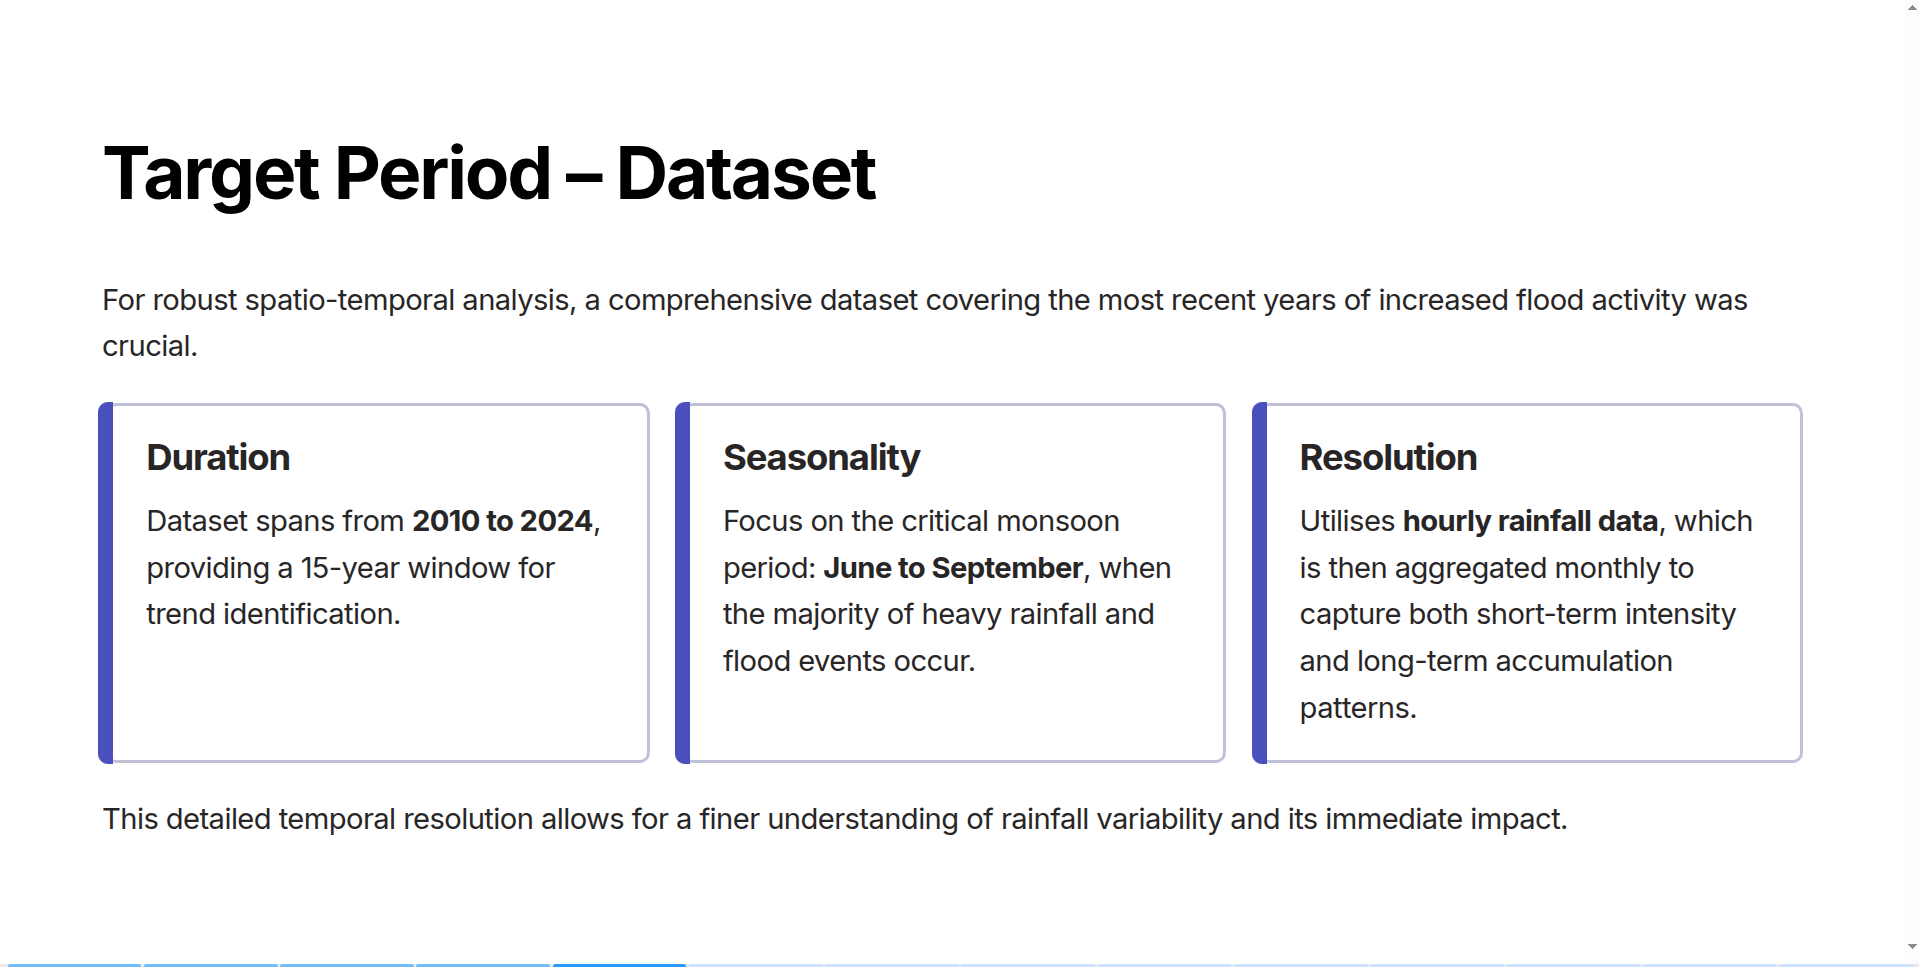 Target Period – Dataset
For robust spatio-temporal analysis, a comprehensive dataset covering the most recent years of increased flood activity was
crucial.
Duration
Dataset spans from 2010 to 2024,
providing a 15-year window for
trend identification.
Seasonality
Focus on the critical monsoon
period: June to September, when
the majority of heavy rainfall and
flood events occur.
Resolution
Utilises hourly rainfall data, which
is then aggregated monthly to
capture both short-term intensity
and long-term accumulation
patterns.
This detailed temporal resolution allows for a finer understanding of rainfall variability and its immediate impact.